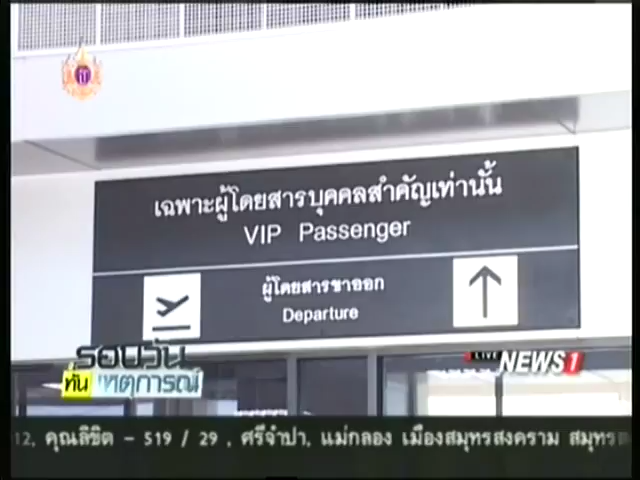 เฉพาะผู้โดยสารบุคคลสำคัญเท่านั้น
VIP Passenger
ผู้โดยสารขาออก
Departure
รอบวัน
ทันเหตุการณ์
LIVE NEWS1
12, คุณลิขิต - 519 / 29 , ศรีจำปา, แม่กลอง เมืองสมุทรสงคราม สมุทรส